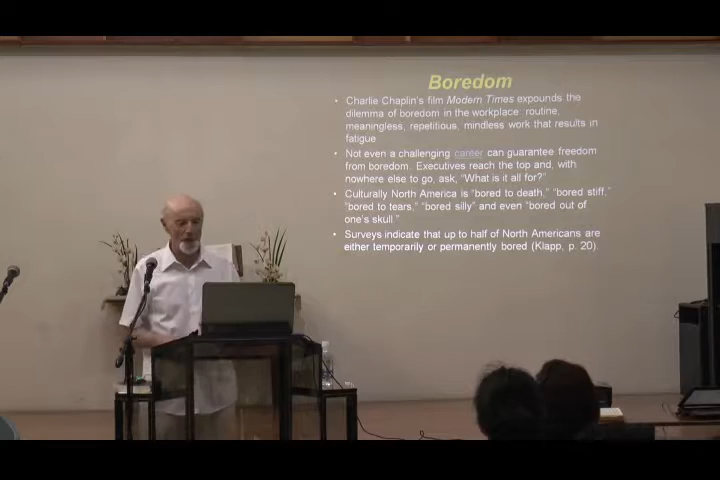 Boredom
• Charlie Chaplin's film Modern Times expounds the
dilemma of boredom in the workplace routine,
meaningless, repetitious, mindless work that results in
fatigue
• Not even a challenging career can guarantee freedom
from boredom. Executives reach the top and, with
nowhere else to go, ask, "What is it all for?"
• Culturally North America is "bored to death," "bored stiff,"
"bored to tears," "bored silly" and even "bored out of
one's skull."
• Surveys indicate that up to half of North Americans are
either temporarily or permanently bored (Klapp, p. 20).